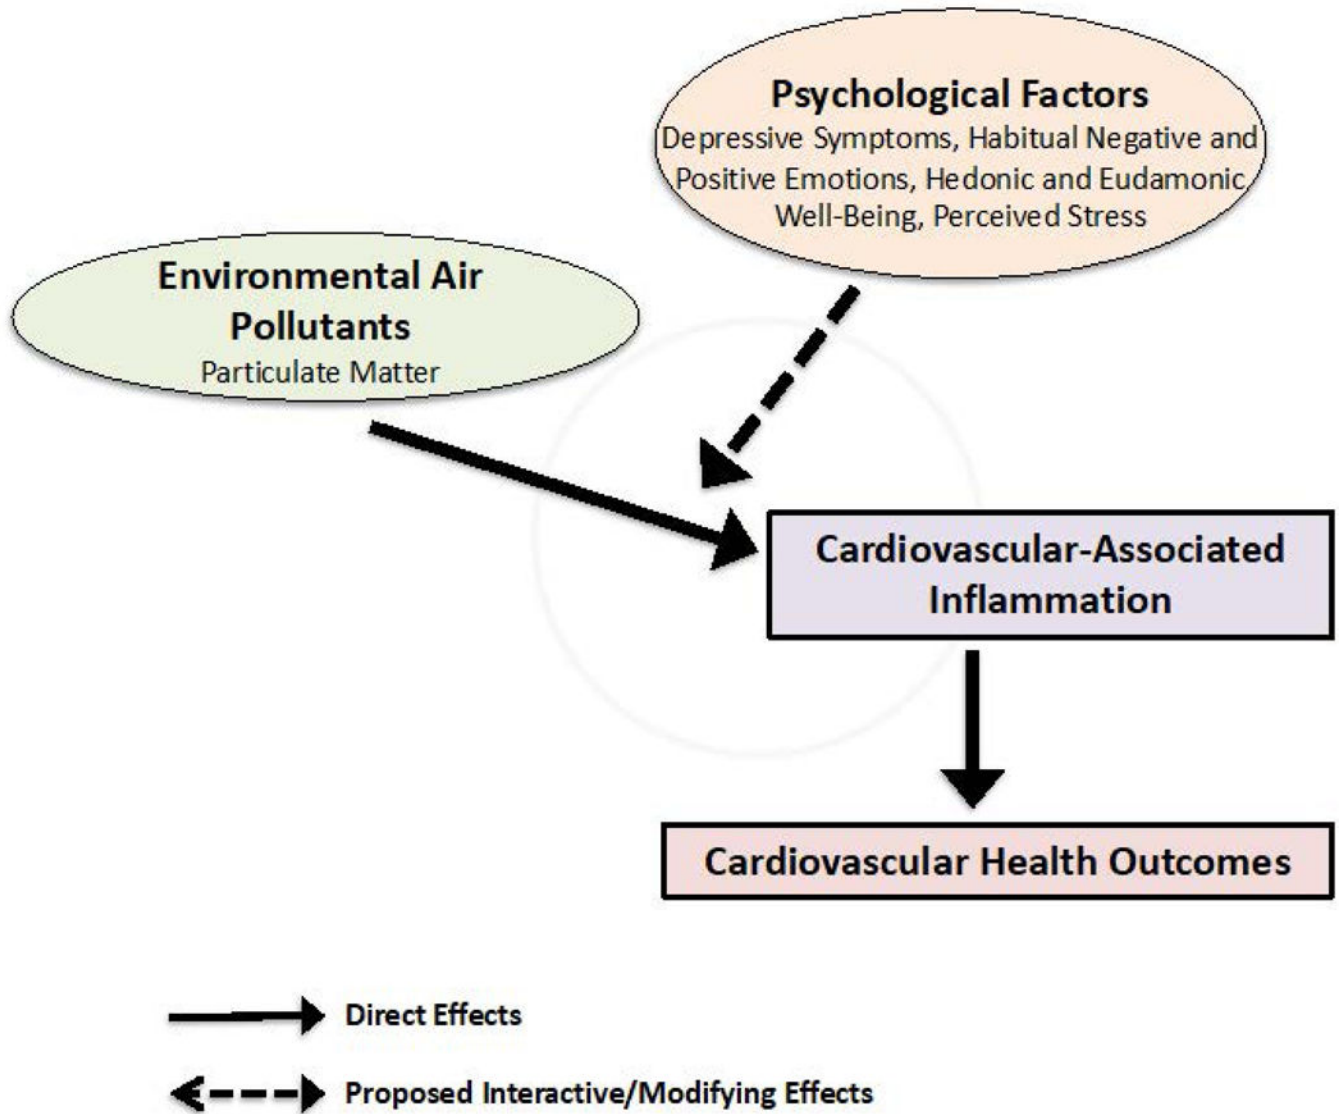 Psychological Factors
Depressive Symptoms, Habitual Negative and
Positive Emotions, Hedonic and Eudamonic
Well-Being, Perceived Stress
Environmental Air
Pollutants
Particulate Matter
Cardiovascular-Associated
Inflammation
Cardiovascular Health Outcomes
Direct Effects
Proposed Interactive/Modifying Effects